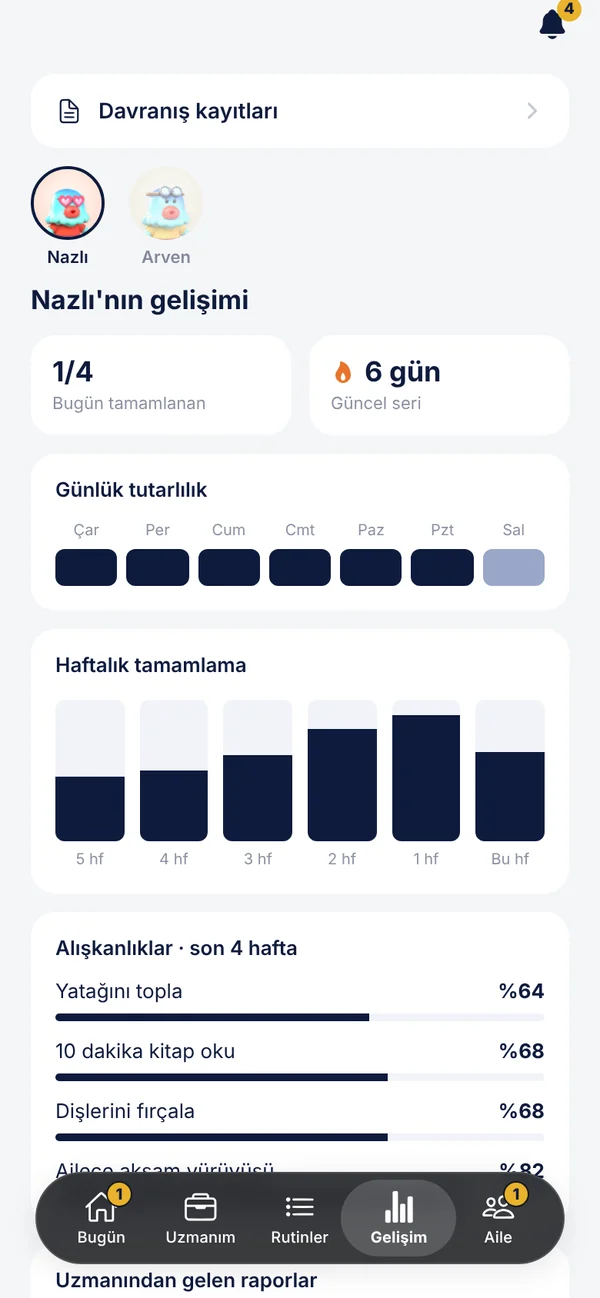 4
Davranış kayıtları
Nazlı Arven
Nazlı'nın gelişimi
1/4
Bugün tamamlanan
6 gün
Güncel seri
Günlük tutarlılık
Çar Per Cum Cmt Paz Pzt Sal
Haftalık tamamlama
5 hf 4 hf 3 hf 2 hf 1 hf Bu hf
Alışkanlıklar · son 4 hafta
Yatağını topla %64
10 dakika kitap oku %68
Dişlerini fırçala %68
Ailece akşam yürüyüşü %82
1 1
Bugün Uzmanım Rutinler Gelişim Aile
Uzmanından gelen raporlar